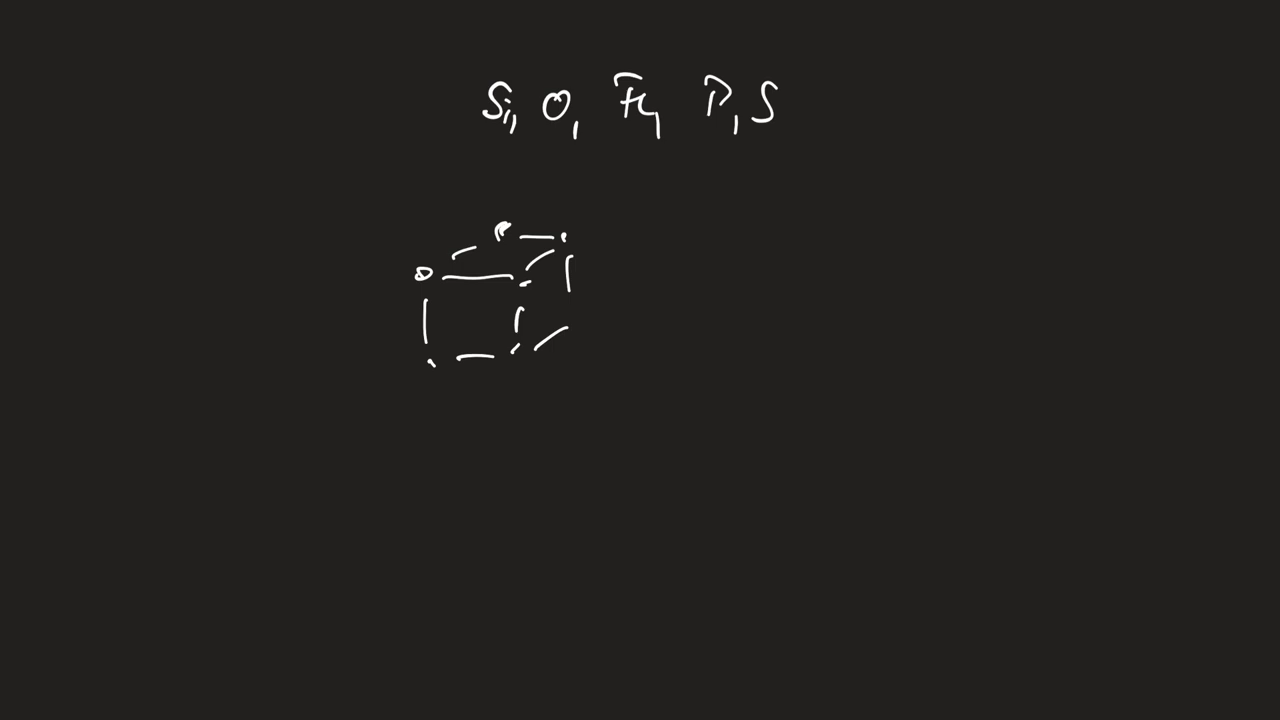 Si, O, Fe, P, S